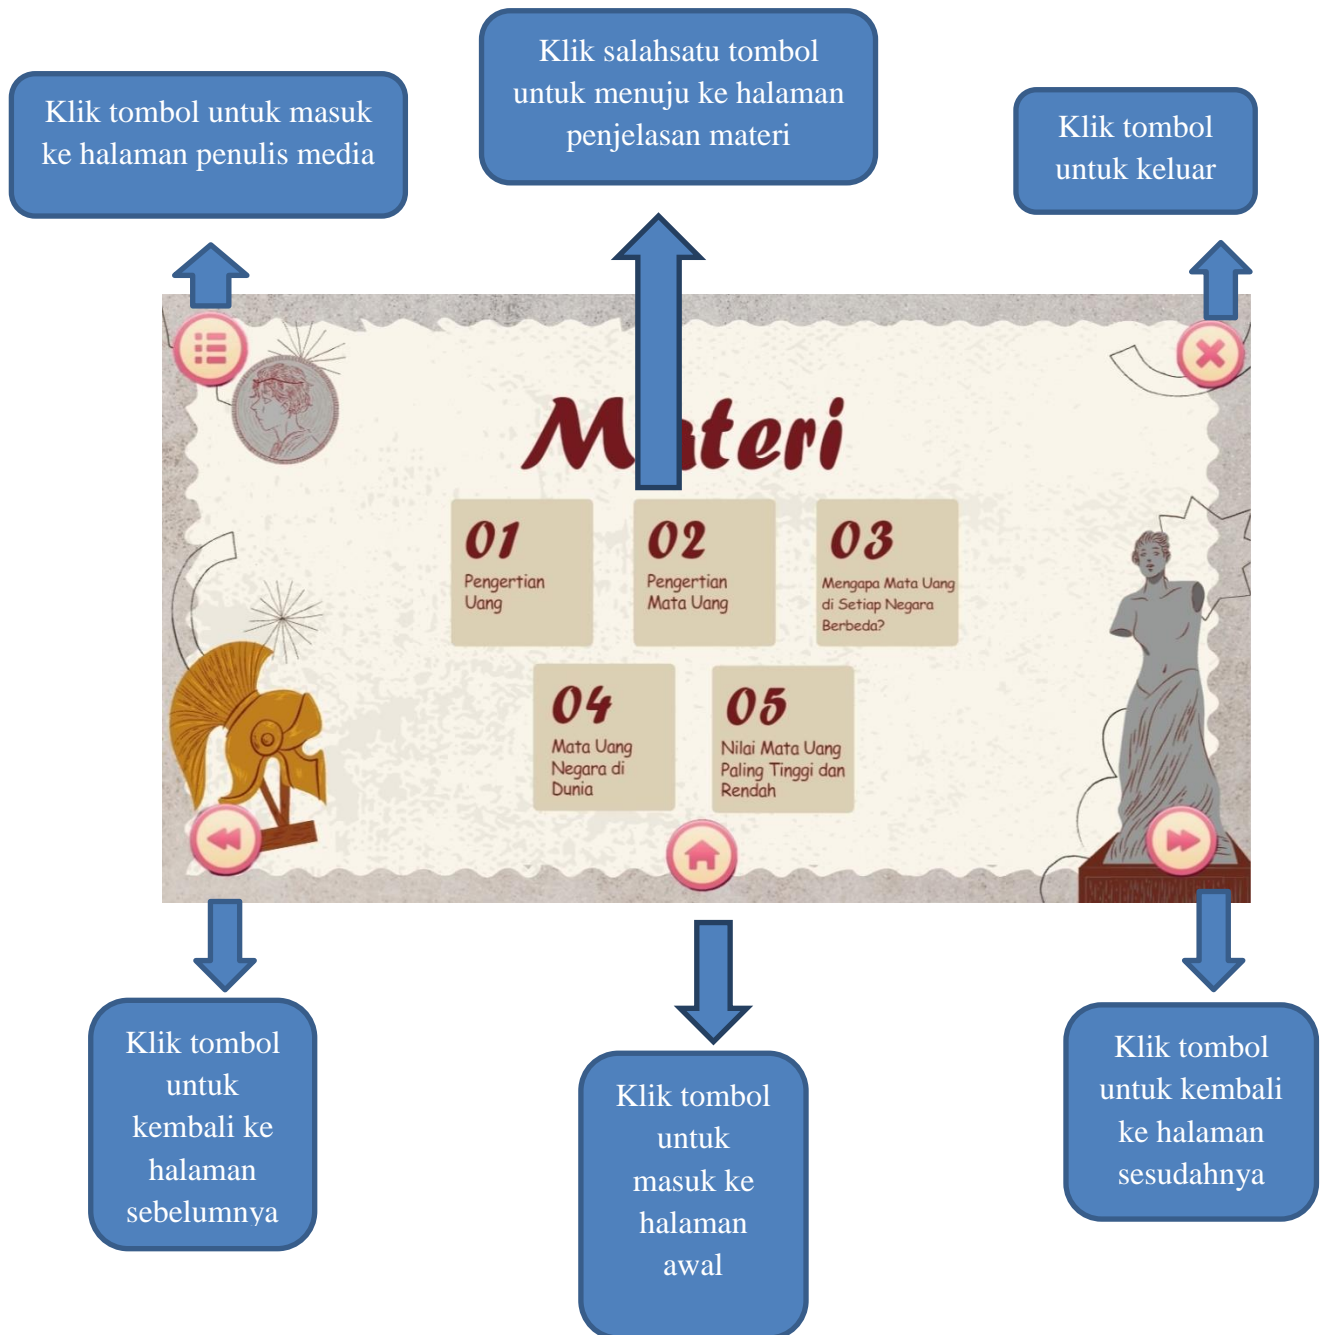 Klik salahsatu tombol
untuk menuju ke halaman
penjelasan materi
Klik tombol untuk masuk
ke halaman penulis media
Klik tombol
untuk keluar
Materi
01
Pengertian
Uang
02
Pengertian
Mata Uang
03
Mengapa Mata Uang
di Setiap Negara
Berbeda?
04
Mata Uang
Negara di
Dunia
05
Nilai Mata Uang
Paling Tinggi dan
Rendah
Klik tombol
untuk
kembali ke
halaman
sebelumnya
Klik tombol
untuk
masuk ke
halaman
awal
Klik tombol
untuk kembali
ke halaman
sesudahnya